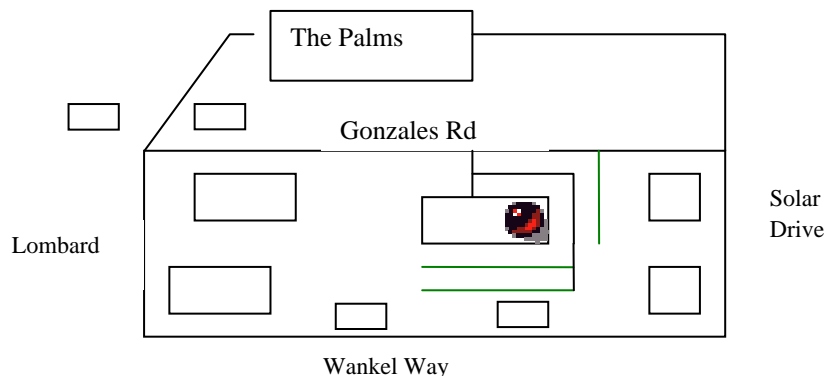 The Palms
Gonzales Rd
Solar
Drive
Lombard
Wankel Way